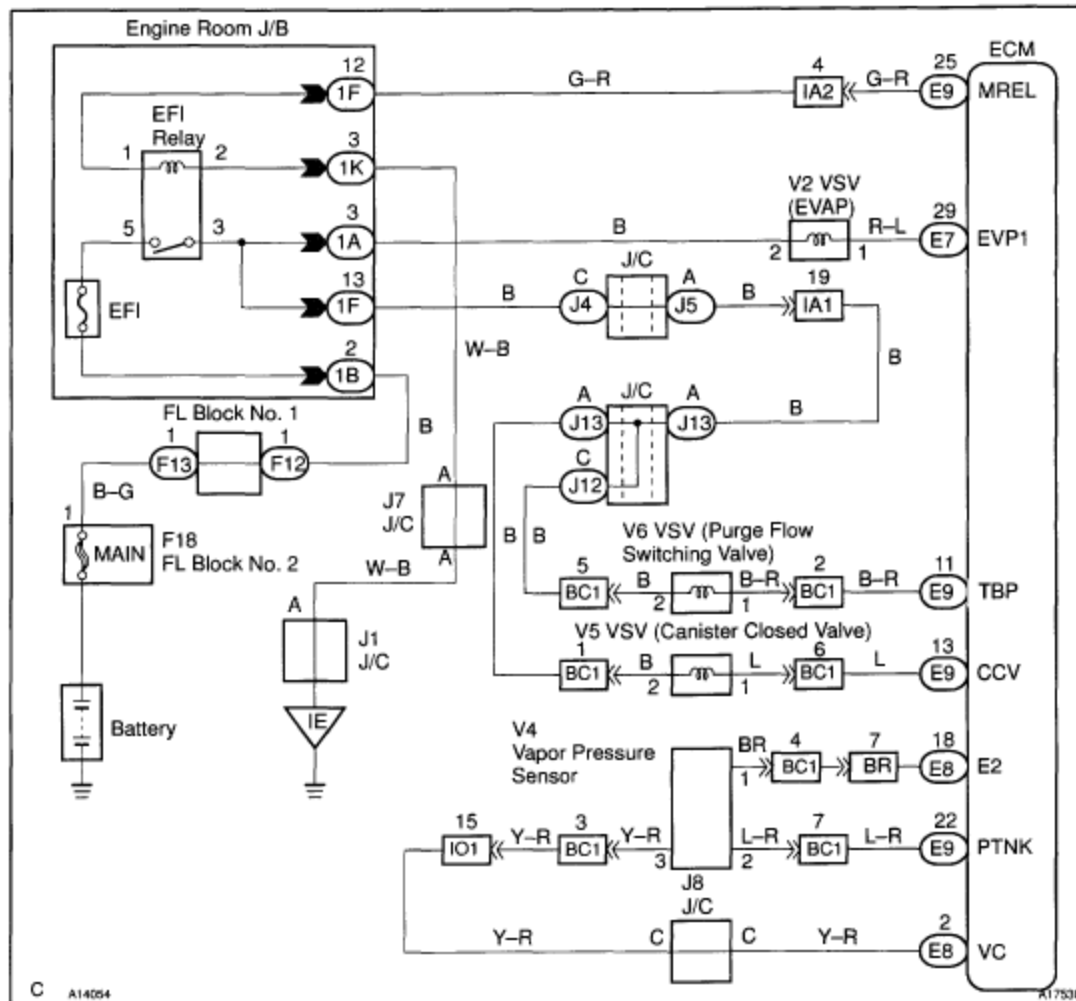 Engine Room J/B
ECM
12
4
25
1F
G–R
IA2
G–R
E9
MREL
EFI
Relay
1
2
3
1K
V2 VSV
(EVAP)
29
5
3
3
1A
B
2
1
R–L
E7
EVP1
J/C
13
C
A
19
EFI
1F
B
J4
J5
B
IA1
W–B
B
2
1B
J/C
FL Block No. 1
A
A
B
1
1
B
J13
J13
F13
F12
C
B–G
A
J12
J7
J/C
1
MAIN
F18
FL Block No. 2
B
B
V6 VSV (Purge Flow
Switching Valve)
A
W–B
5
2
11
BC1
B
2
1
B–R
BC1
B–R
E9
TBP
A
V5 VSV (Canister Closed Valve)
J1
J/C
1
6
13
BC1
B
2
1
L
BC1
L
E9
CCV
IE
Battery
V4
Vapor Pressure
Sensor
BR
1
4
7
18
BC1
BR
E8
E2
15
3
7
22
IO1
Y–R
BC1
Y–R
3
L–R
2
BC1
L–R
E9
PTNK
J8
J/C
2
Y–R
C
C
Y–R
E8
VC
C
A14054